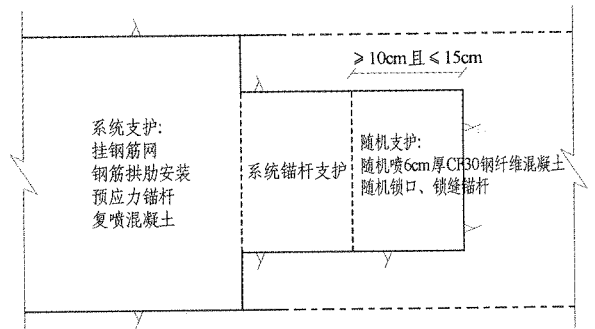 ≥10cm且≤15cm
系统支护:
挂钢筋网
钢筋拱肋安装
预应力锚杆
复喷混凝土
系统锚杆支护
随机支护:
随机喷6cm厚CF30钢纤维混凝土
随机锁口、锁缝锚杆